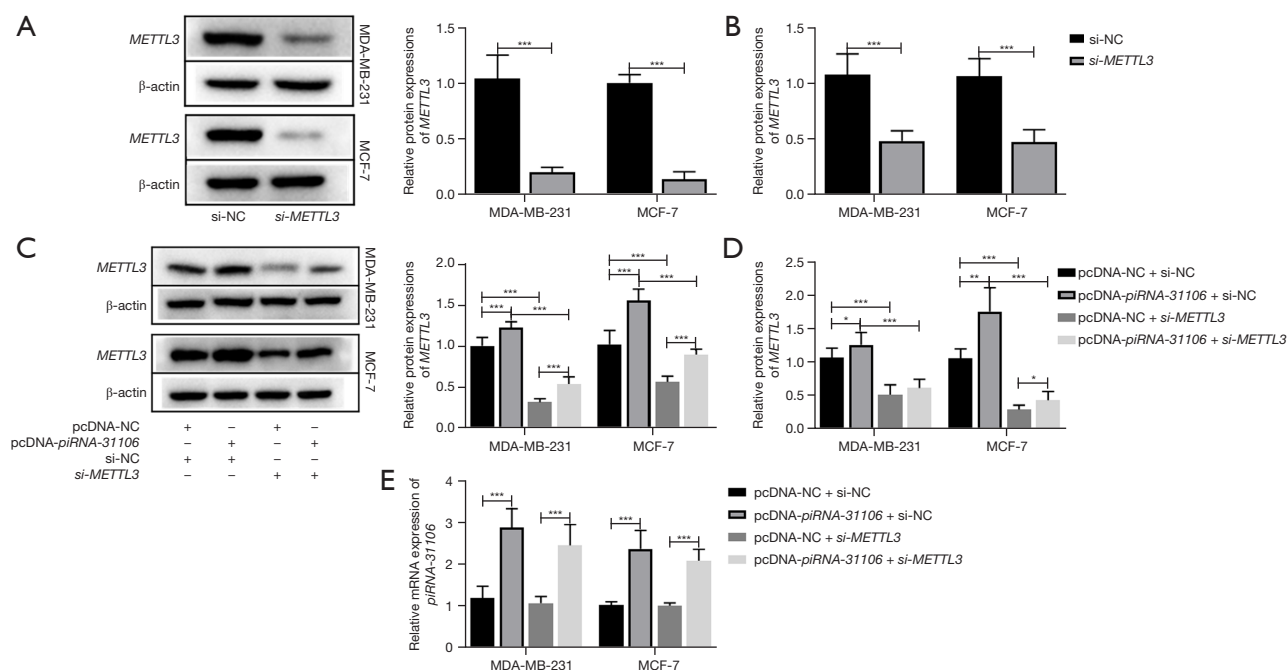 A
METTL3
β-actin
MDA-MB-231
METTL3
β-actin
MCF-7
si-NC si-METTL3
Relative protein expressions
of METTL3
1.5
1.0
0.5
0.0
***
***
MDA-MB-231 MCF-7
B
Relative protein expressions
of METTL3
1.5
1.0
0.5
0.0
***
***
MDA-MB-231 MCF-7
si-NC
si-METTL3
C
METTL3
β-actin
MDA-MB-231
METTL3
β-actin
MCF-7
pcDNA-NC + – + –
pcDNA-piRNA-31106 – + – +
si-NC + + – –
si-METTL3 – – + +
Relative protein expressions
of METTL3
2.0
1.5
1.0
0.5
0.0
***
***
***
***
***
***
***
***
MDA-MB-231 MCF-7
D
Relative protein expressions
of METTL3
2.5
2.0
1.5
1.0
0.5
0.0
***
*
***
***
**
***
*
MDA-MB-231 MCF-7
pcDNA-NC + si-NC
pcDNA-piRNA-31106 + si-NC
pcDNA-NC + si-METTL3
pcDNA-piRNA-31106 + si-METTL3
E
Relative mRNA expression of
piRNA-31106
4
3
2
1
0
***
***
***
***
MDA-MB-231 MCF-7
pcDNA-NC + si-NC
pcDNA-piRNA-31106 + si-NC
pcDNA-NC + si-METTL3
pcDNA-piRNA-31106 + si-METTL3